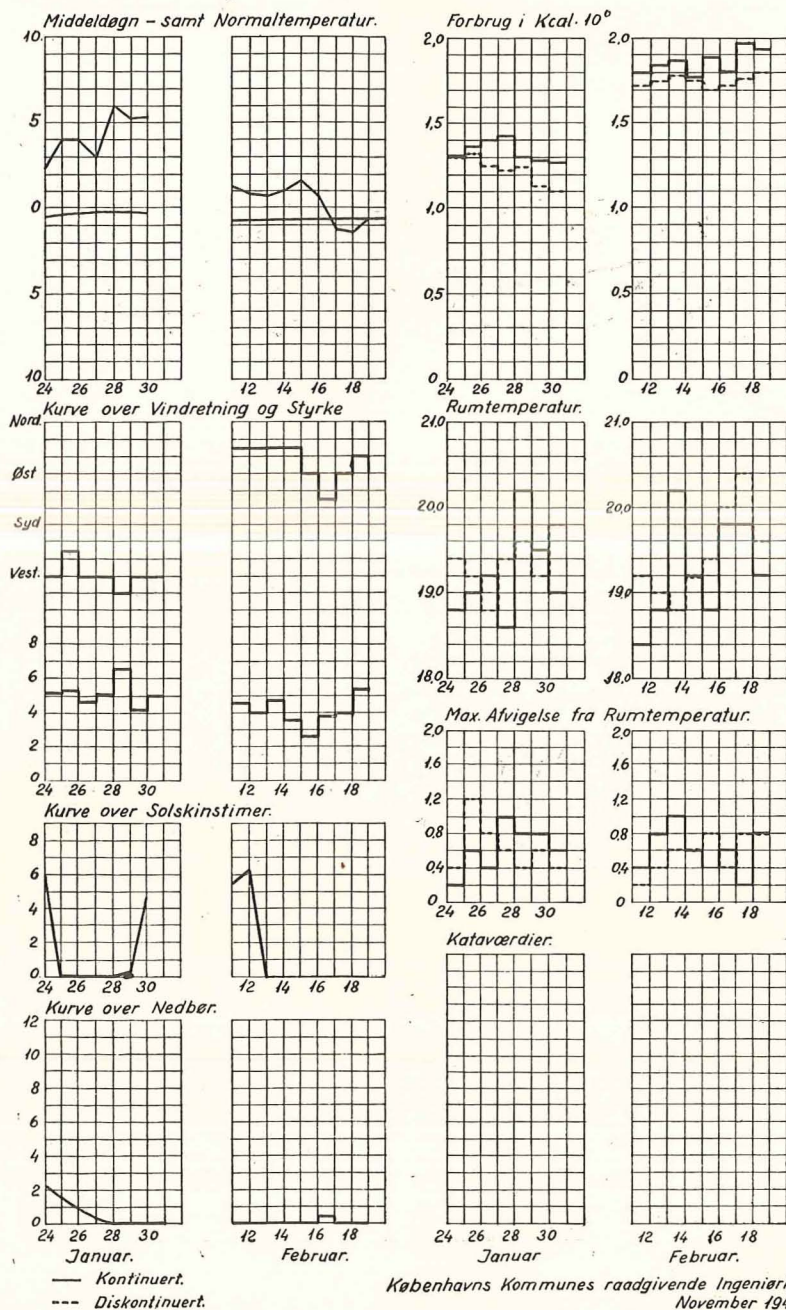 Middeldøgn - samt Normaltemperatur.
10
5
0
5
10
24 26 28 30
12 14 16 18
Kurve over Vindretning og Styrke
Nord.
Øst
Syd
Vest.
8
6
4
2
0
24 26 28 30
12 14 16 18
Kurve over Solskinstimer.
8
6
4
2
0
24 26 28 30
12 14 16 18
Kurve over Nedbør.
12
10
8
6
4
2
0
24 26 28 30
12 14 16 18
Januar.
Februar.
Kontinuert.
Diskontinuert.
Forbrug i Kcal. 10⁶
2,0
1,5
1,0
0,5
0
24 26 28 30
2,0
1,5
1,0
0,5
0
12 14 16 18
Rumtemperatur.
21,0
20,0
19,0
18,0
24 26 28 30
21,0
20,0
19,0
18,0
12 14 16 18
Max. Afvigelse fra Rumtemperatur.
2,0
1,6
1,2
0,8
0,4
0
24 26 28 30
2,0
1,6
1,2
0,8
0,4
0
12 14 16 18
Kataværdier.
24 26 28 30
12 14 16 18
Januar
Februar.
Københavns Kommunes raadgivende Ingeniør
November 194